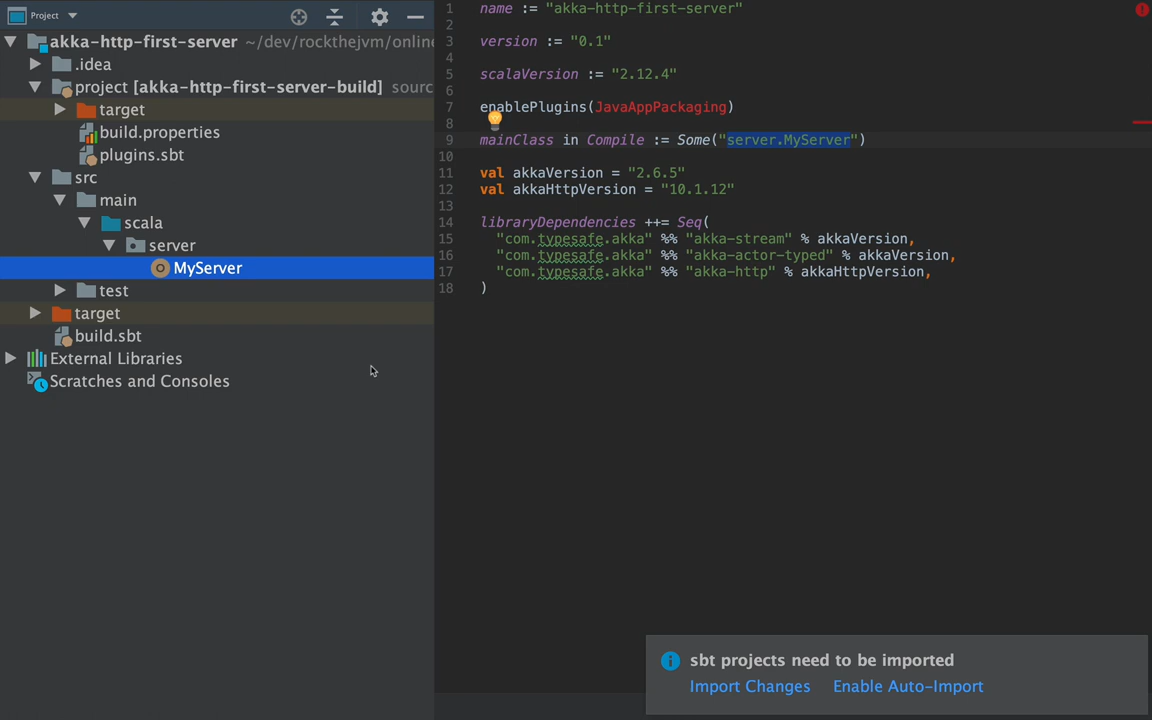 Project
akka-http-first-server ~/dev/rockthejvm/online
.idea
project [akka-http-first-server-build] sourc
target
build.properties
plugins.sbt
src
main
scala
server
MyServer
test
target
build.sbt
External Libraries
Scratches and Consoles
1 name := "akka-http-first-server"
2
3 version := "0.1"
4
5 scalaVersion := "2.12.4"
6
7 enablePlugins(JavaAppPackaging)
8
9 mainClass in Compile := Some("server.MyServer")
10
11 val akkaVersion = "2.6.5"
12 val akkaHttpVersion = "10.1.12"
13
14 libraryDependencies ++= Seq(
15 "com.typesafe.akka" %% "akka-stream" % akkaVersion,
16 "com.typesafe.akka" %% "akka-actor-typed" % akkaVersion,
17 "com.typesafe.akka" %% "akka-http" % akkaHttpVersion,
18 )
sbt projects need to be imported
Import Changes Enable Auto-Import